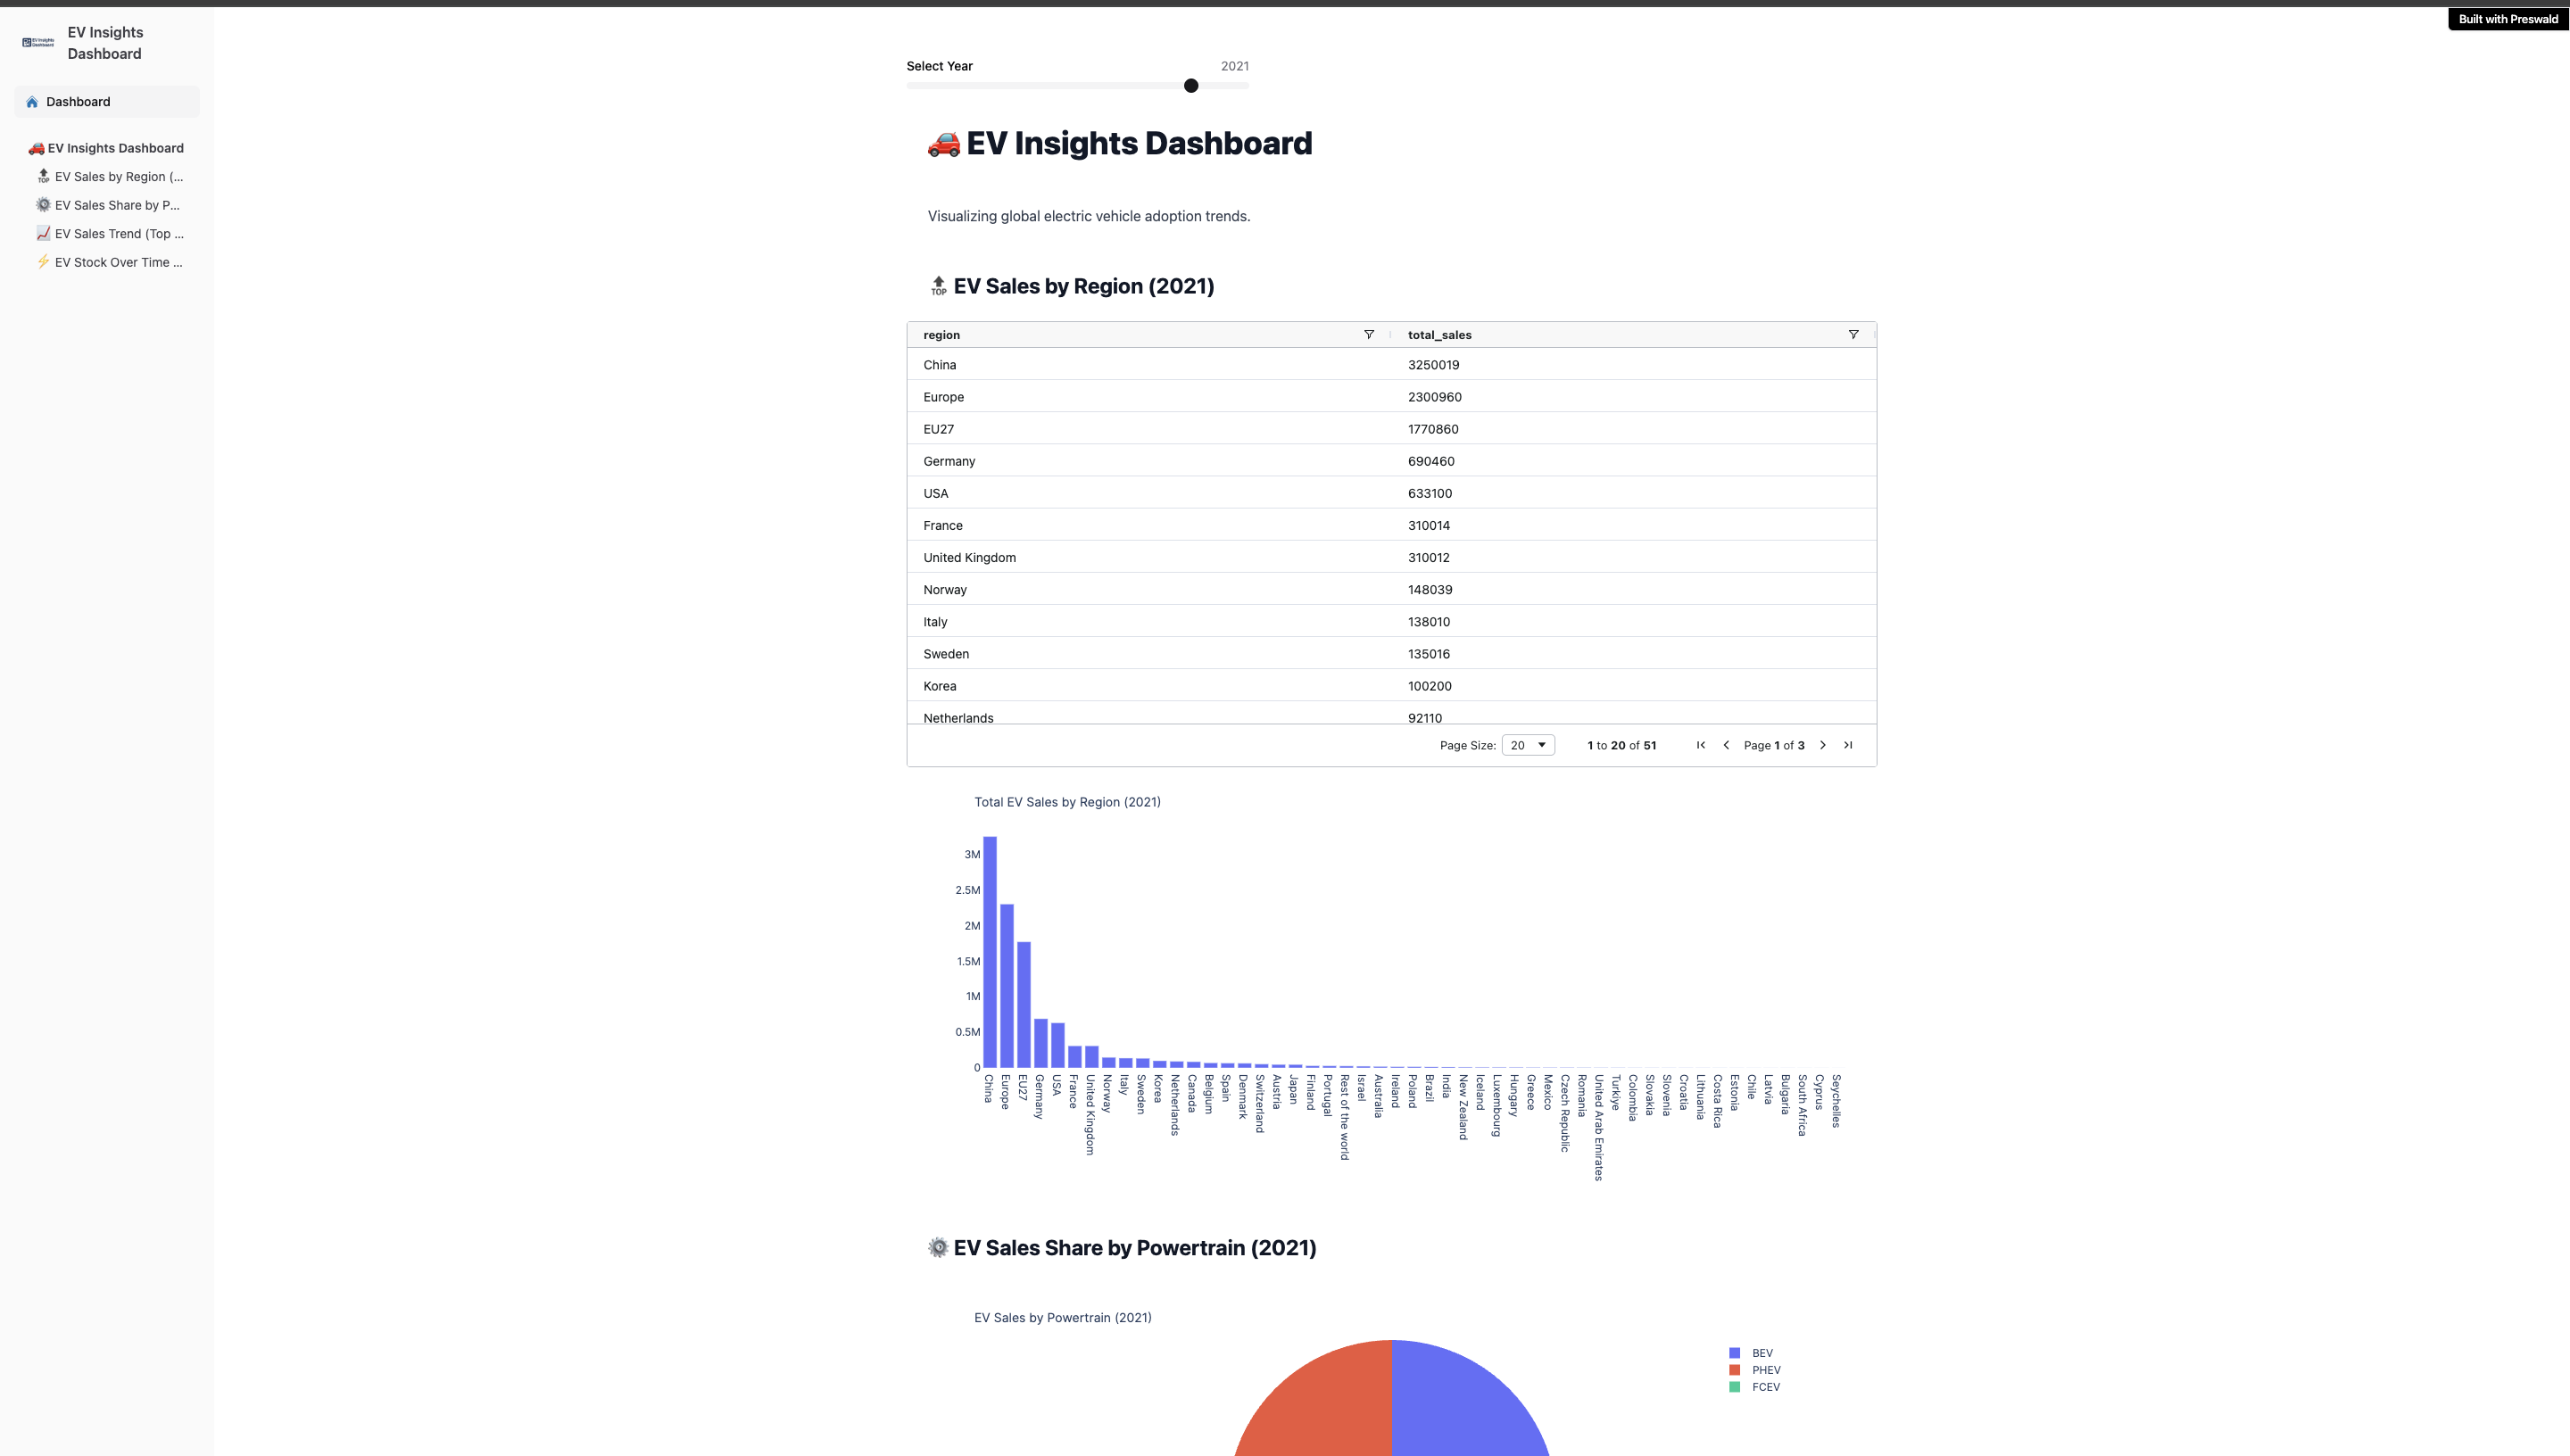 Built with Preswald
EV Insights
Dashboard
Dashboard
EV Insights Dashboard
EV Sales by Region (...
EV Sales Share by P...
EV Sales Trend (Top ...
EV Stock Over Time ...
Select Year 2021
EV Insights Dashboard
Visualizing global electric vehicle adoption trends.
TOP EV Sales by Region (2021)
region total_sales
China 3250019
Europe 2300960
EU27 1770860
Germany 690460
USA 633100
France 310014
United Kingdom 310012
Norway 148039
Italy 138010
Sweden 135016
Korea 100200
Netherlands 92110
Page Size: 20 1 to 20 of 51 Page 1 of 3
Total EV Sales by Region (2021)
3M
2.5M
2M
1.5M
1M
0.5M
0
China
Europe
EU27
Germany
USA
France
United Kingdom
Norway
Italy
Sweden
Korea
Netherlands
Canada
Belgium
Spain
Denmark
Switzerland
Austria
Japan
Finland
Portugal
Rest of the world
Israel
Australia
Ireland
Poland
Brazil
India
New Zealand
Iceland
Luxembourg
Hungary
Greece
Mexico
Czech Republic
Romania
United Arab Emirates
Turkiye
Colombia
Slovakia
Slovenia
Croatia
Lithuania
Costa Rica
Estonia
Chile
Latvia
Bulgaria
South Africa
Cyprus
Seychelles
EV Sales Share by Powertrain (2021)
EV Sales by Powertrain (2021)
BEV
PHEV
FCEV